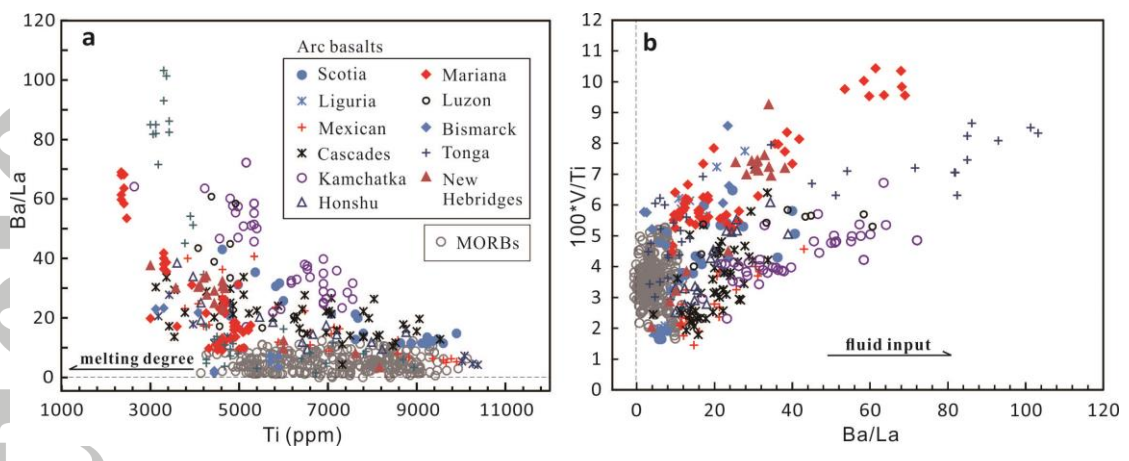 120
100
80
60
40
20
0
Ba/La
a
Arc basalts
Scotia
Mariana
Liguria
Luzon
Mexican
Bismarck
Cascades
Tonga
Kamchatka
New
Hebridges
Honshu
MORBs
melting degree
1000 3000 5000 7000 9000 11000
Ti (ppm)
12
11
10
9
8
7
6
5
4
3
2
1
0
100*V/Ti
b
fluid input
0 20 40 60 80 100 120
Ba/La